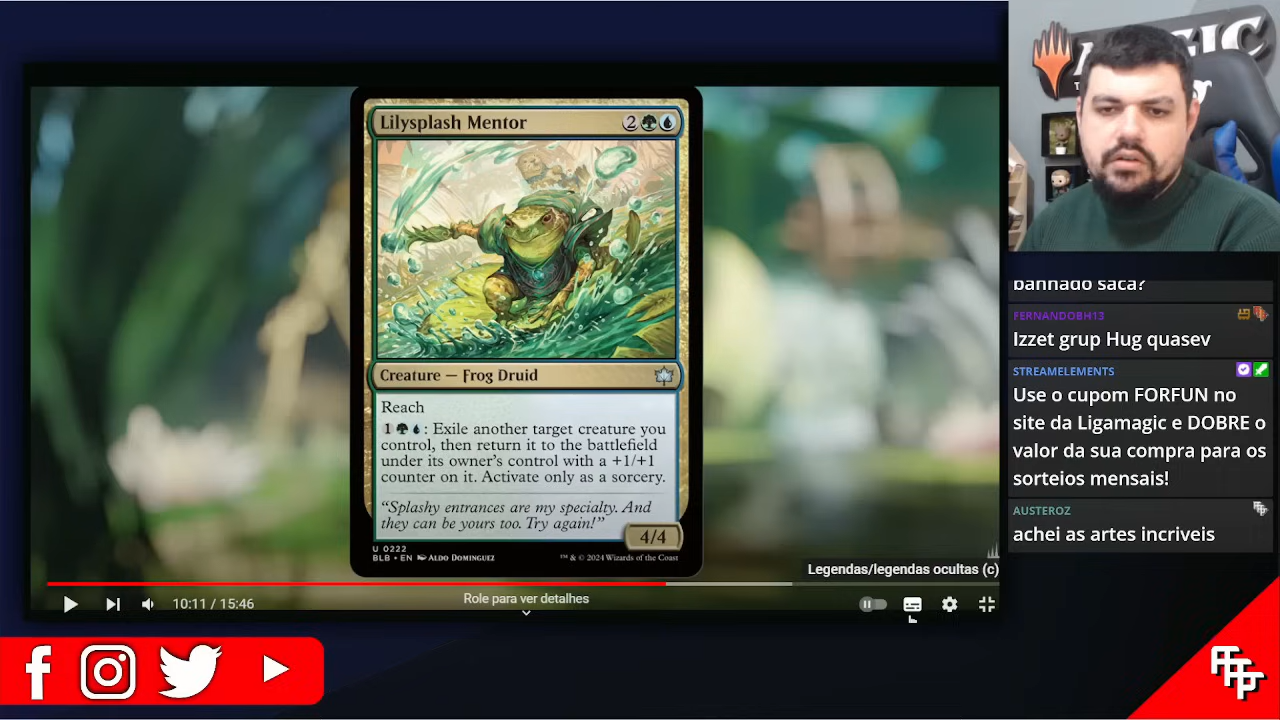 Lilysplash Mentor
2
Creature — Frog Druid
Reach
1 : Exile another target creature you
control, then return it to the battlefield
under its owner's control with a +1/+1
counter on it. Activate only as a sorcery.
“Splashy entrances are my specialty. And
they can be yours too. Try again!”
4/4
U 0222
BLB • EN ALDO DOMINGUEZ
™ & © 2024 Wizards of the Coast
Legendas/legendas ocultas (c)
10:11 / 15:46
Role para ver detalhes
MAGIC
bannado saca?
FERNANDOBH13
Izzet grup Hug quasev
STREAMELEMENTS
Use o cupom FORFUN no
site da Ligamagic e DOBRE o
valor da sua compra para os
sorteios mensais!
AUSTEROZ
achei as artes incriveis
FFP